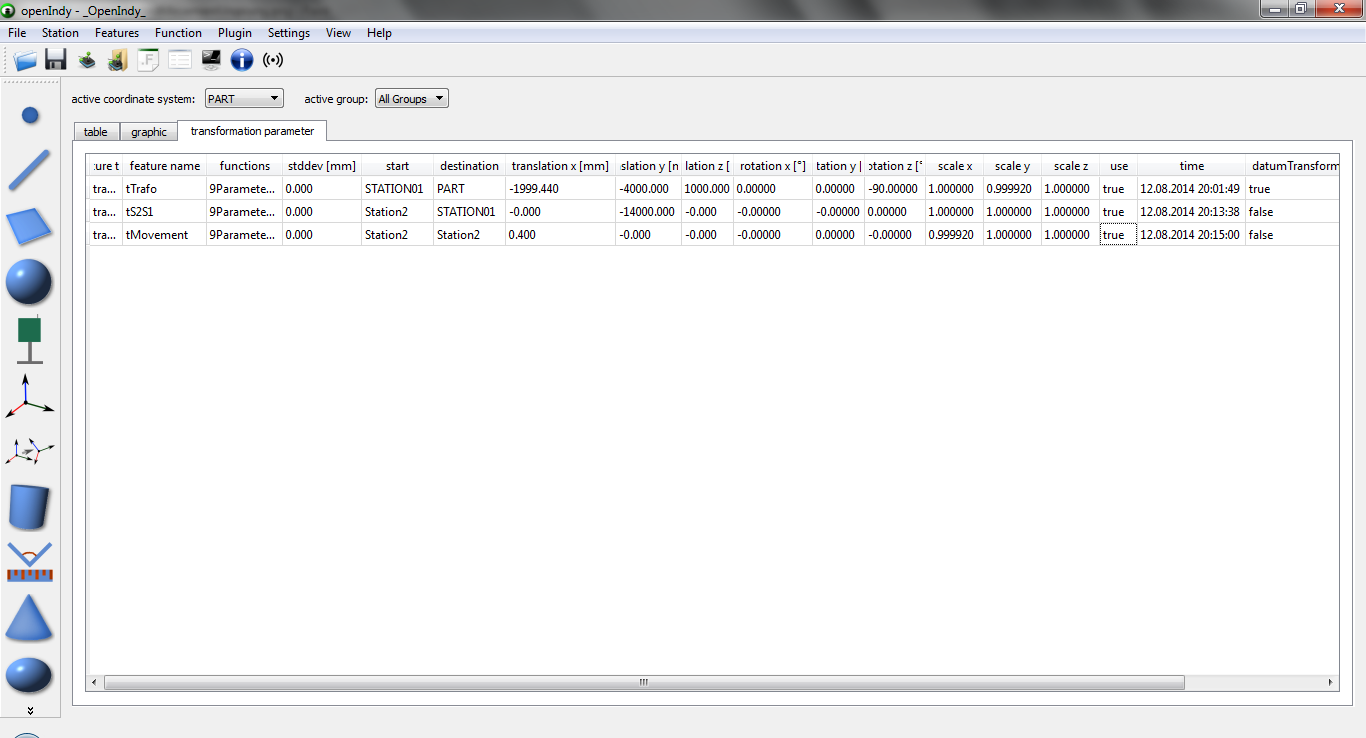 openIndy - _OpenIndy_
File Station Features Function Plugin Settings View Help
active coordinate system: PART active group: All Groups
table graphic transformation parameter
ure t feature name functions stddev [mm] start destination translation x [mm] slation y [n lation z [ rotation x [°] tation y | otation z [° scale x scale y scale z use time datumTransform
tra... tTrafo 9Paramete... 0.000 STATION01 PART -1999.440 -4000.000 1000.000 0.00000 0.00000 -90.00000 1.000000 0.999920 1.000000 true 12.08.2014 20:01:49 true
tra... tS2S1 9Paramete... 0.000 Station2 STATION01 -0.000 -14000.000 -0.000 -0.00000 -0.00000 0.00000 1.000000 1.000000 1.000000 true 12.08.2014 20:13:38 false
tra... tMovement 9Paramete... 0.000 Station2 Station2 0.400 -0.000 -0.000 -0.00000 0.00000 -0.00000 0.999920 1.000000 1.000000 true 12.08.2014 20:15:00 false